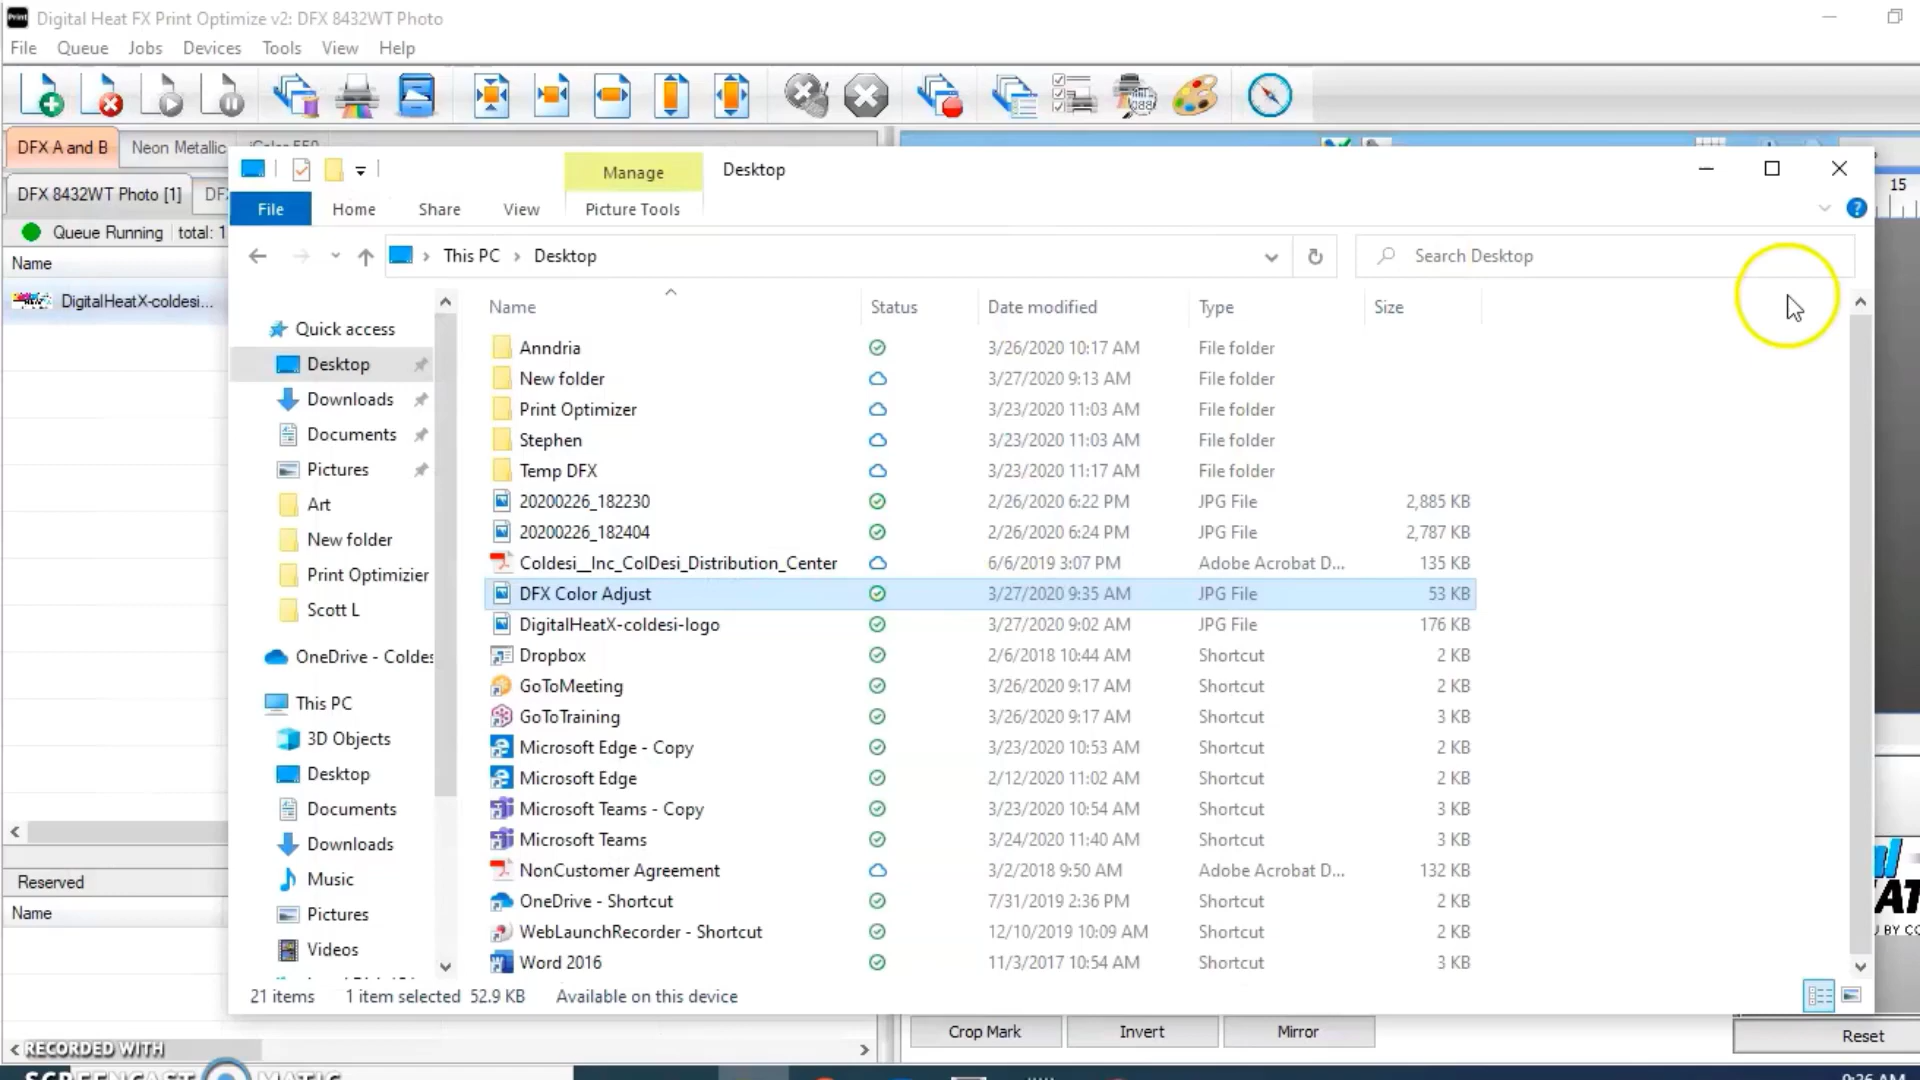 Digital Heat FX Print Optimize v2: DFX 8432WT Photo
File Queue Jobs Devices Tools View Help
DFX A and B Neon Metallic iColor 550
DFX 8432WT Photo [1]
Queue Running total: 1
Name
DigitalHeatX-coldesi...
Reserved
Name
Manage
Desktop
File Home Share View Picture Tools
This PC Desktop
Search Desktop
15
Quick access
Desktop
Downloads
Documents
Pictures
Art
New folder
Print Optimizier
Scott L
OneDrive - Coldes
This PC
3D Objects
Desktop
Documents
Downloads
Music
Pictures
Videos
Name Status Date modified Type Size
Anndria 3/26/2020 10:17 AM File folder
New folder 3/27/2020 9:13 AM File folder
Print Optimizer 3/23/2020 11:03 AM File folder
Stephen 3/23/2020 11:03 AM File folder
Temp DFX 3/23/2020 11:17 AM File folder
20200226_182230 2/26/2020 6:22 PM JPG File 2,885 KB
20200226_182404 2/26/2020 6:24 PM JPG File 2,787 KB
Coldesi__Inc_ColDesi_Distribution_Center 6/6/2019 3:07 PM Adobe Acrobat D... 135 KB
DFX Color Adjust 3/27/2020 9:35 AM JPG File 53 KB
DigitalHeatX-coldesi-logo 3/27/2020 9:02 AM JPG File 176 KB
Dropbox 2/6/2018 10:44 AM Shortcut 2 KB
GoToMeeting 3/26/2020 9:17 AM Shortcut 2 KB
GoToTraining 3/26/2020 9:17 AM Shortcut 3 KB
Microsoft Edge - Copy 3/23/2020 10:53 AM Shortcut 2 KB
Microsoft Edge 2/12/2020 11:02 AM Shortcut 2 KB
Microsoft Teams - Copy 3/23/2020 10:54 AM Shortcut 3 KB
Microsoft Teams 3/24/2020 11:40 AM Shortcut 3 KB
NonCustomer Agreement 3/2/2018 9:50 AM Adobe Acrobat D... 132 KB
OneDrive - Shortcut 7/31/2019 2:36 PM Shortcut 2 KB
WebLaunchRecorder - Shortcut 12/10/2019 10:09 AM Shortcut 2 KB
Word 2016 11/3/2017 10:54 AM Shortcut 3 KB
21 items 1 item selected 52.9 KB Available on this device
Crop Mark Invert Mirror
Reset
RECORDED WITH
SCREENCAST MATIC
9:36 AM